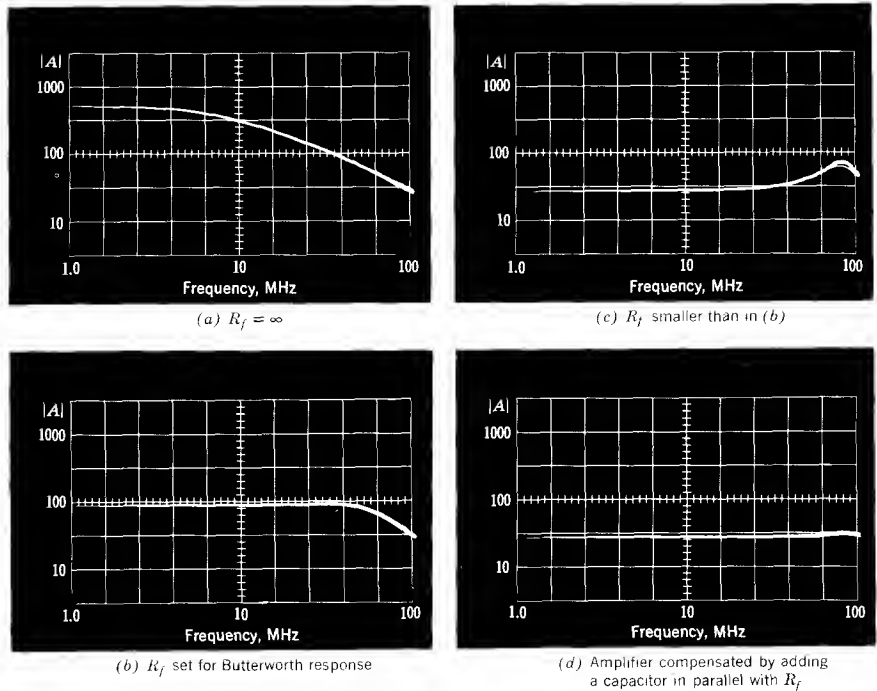 |A|
1000
100
10
1.0
10
100
Frequency, MHz
(a) R_f = ∞
|A|
1000
100
10
1.0
10
100
Frequency, MHz
(c) R_f smaller than in (b)
|A|
1000
100
10
1.0
10
100
Frequency, MHz
(b) R_f set for Butterworth response
|A|
1000
100
10
1.0
10
100
Frequency, MHz
(d) Amplifier compensated by adding
a capacitor in parallel with R_f